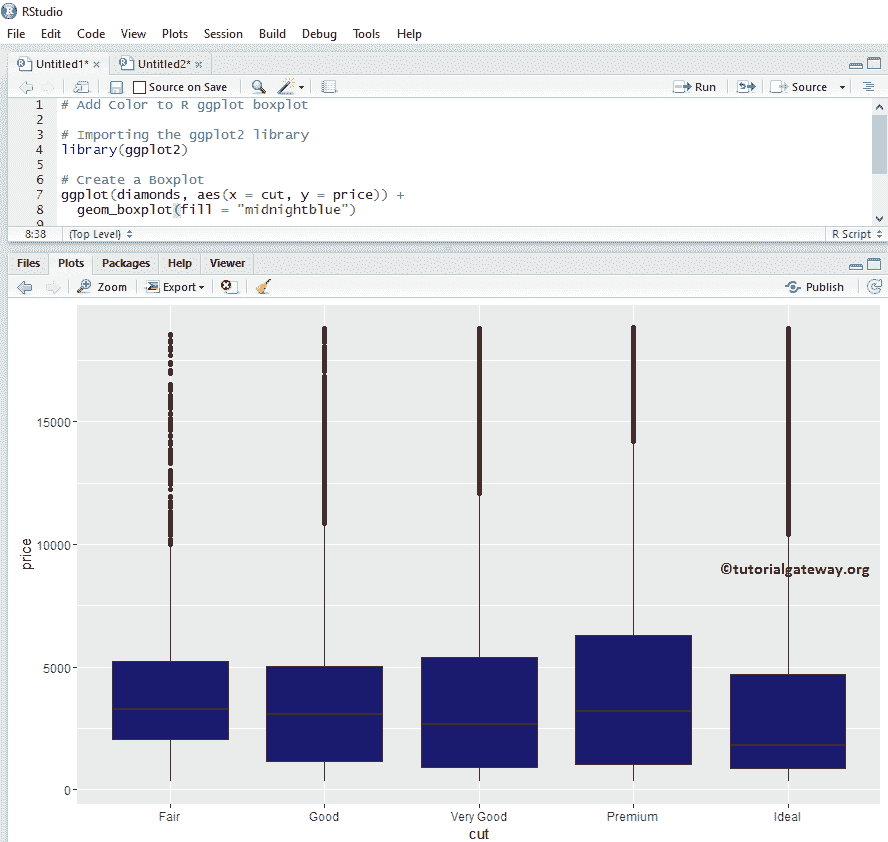 RStudio
File Edit Code View Plots Session Build Debug Tools Help
Untitled1* Untitled2*
Source on Save Run Source
1 # Add Color to R ggplot boxplot
2
3 # Importing the ggplot2 library
4 library(ggplot2)
5
6 # Create a Boxplot
7 ggplot(diamonds, aes(x = cut, y = price)) +
8 geom_boxplot(fill = "midnightblue")
9
8:38 (Top Level) R Script
Files Plots Packages Help Viewer
Zoom Export Publish
15000
10000
price
©tutorialgateway.org
5000
0
Fair Good Very Good Premium Ideal
cut